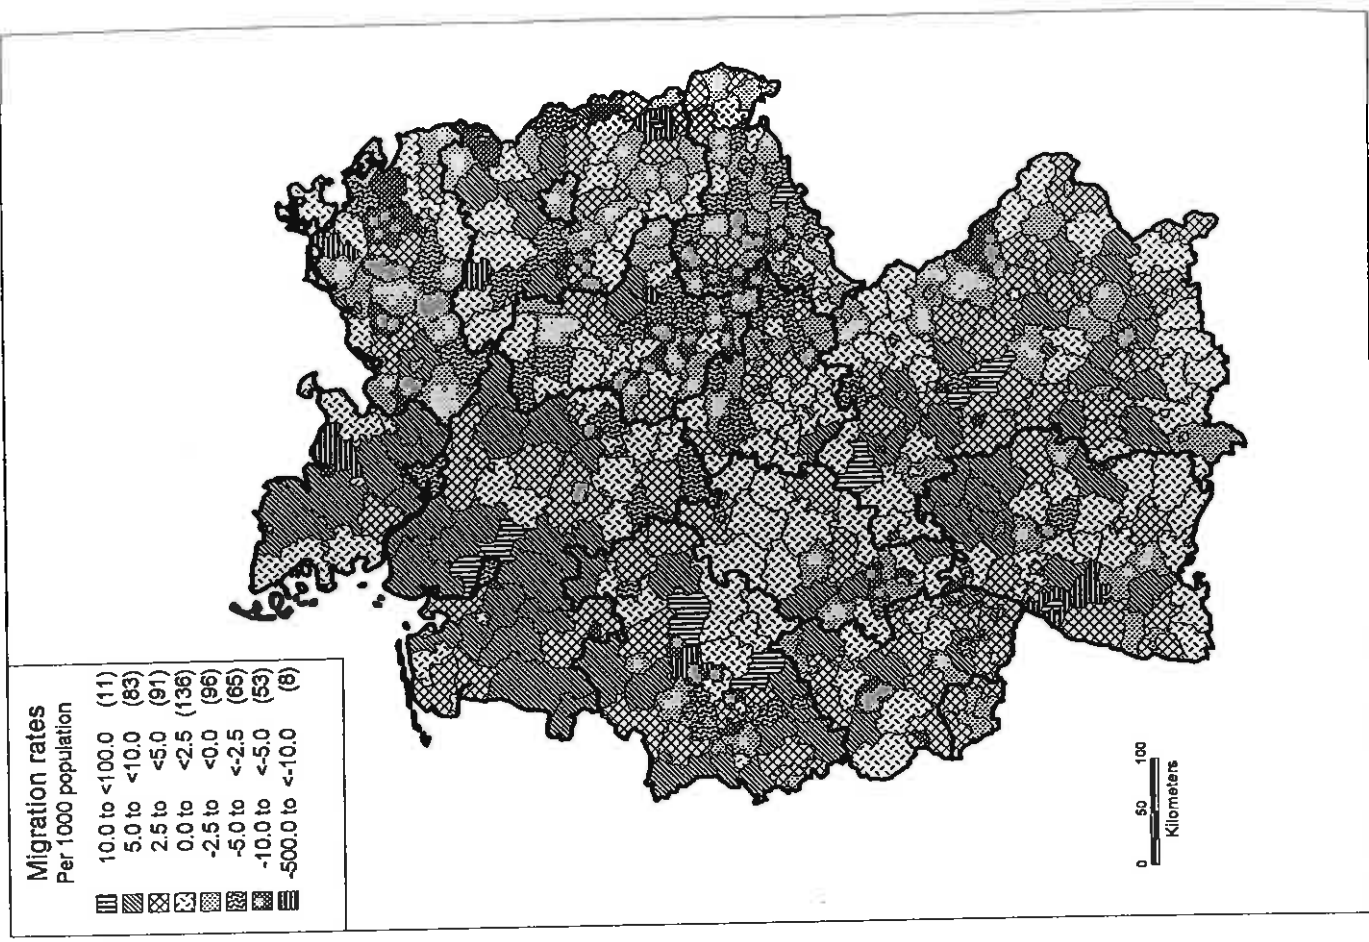 Migration rates
Per 1000 population
10.0 to <100.0 (11)
5.0 to <10.0 (83)
2.5 to <5.0 (91)
0.0 to <2.5 (136)
-2.5 to <0.0 (96)
-5.0 to <-2.5 (65)
-10.0 to <-5.0 (53)
-500.0 to <-10.0 (8)
0 50 100
Kilometers